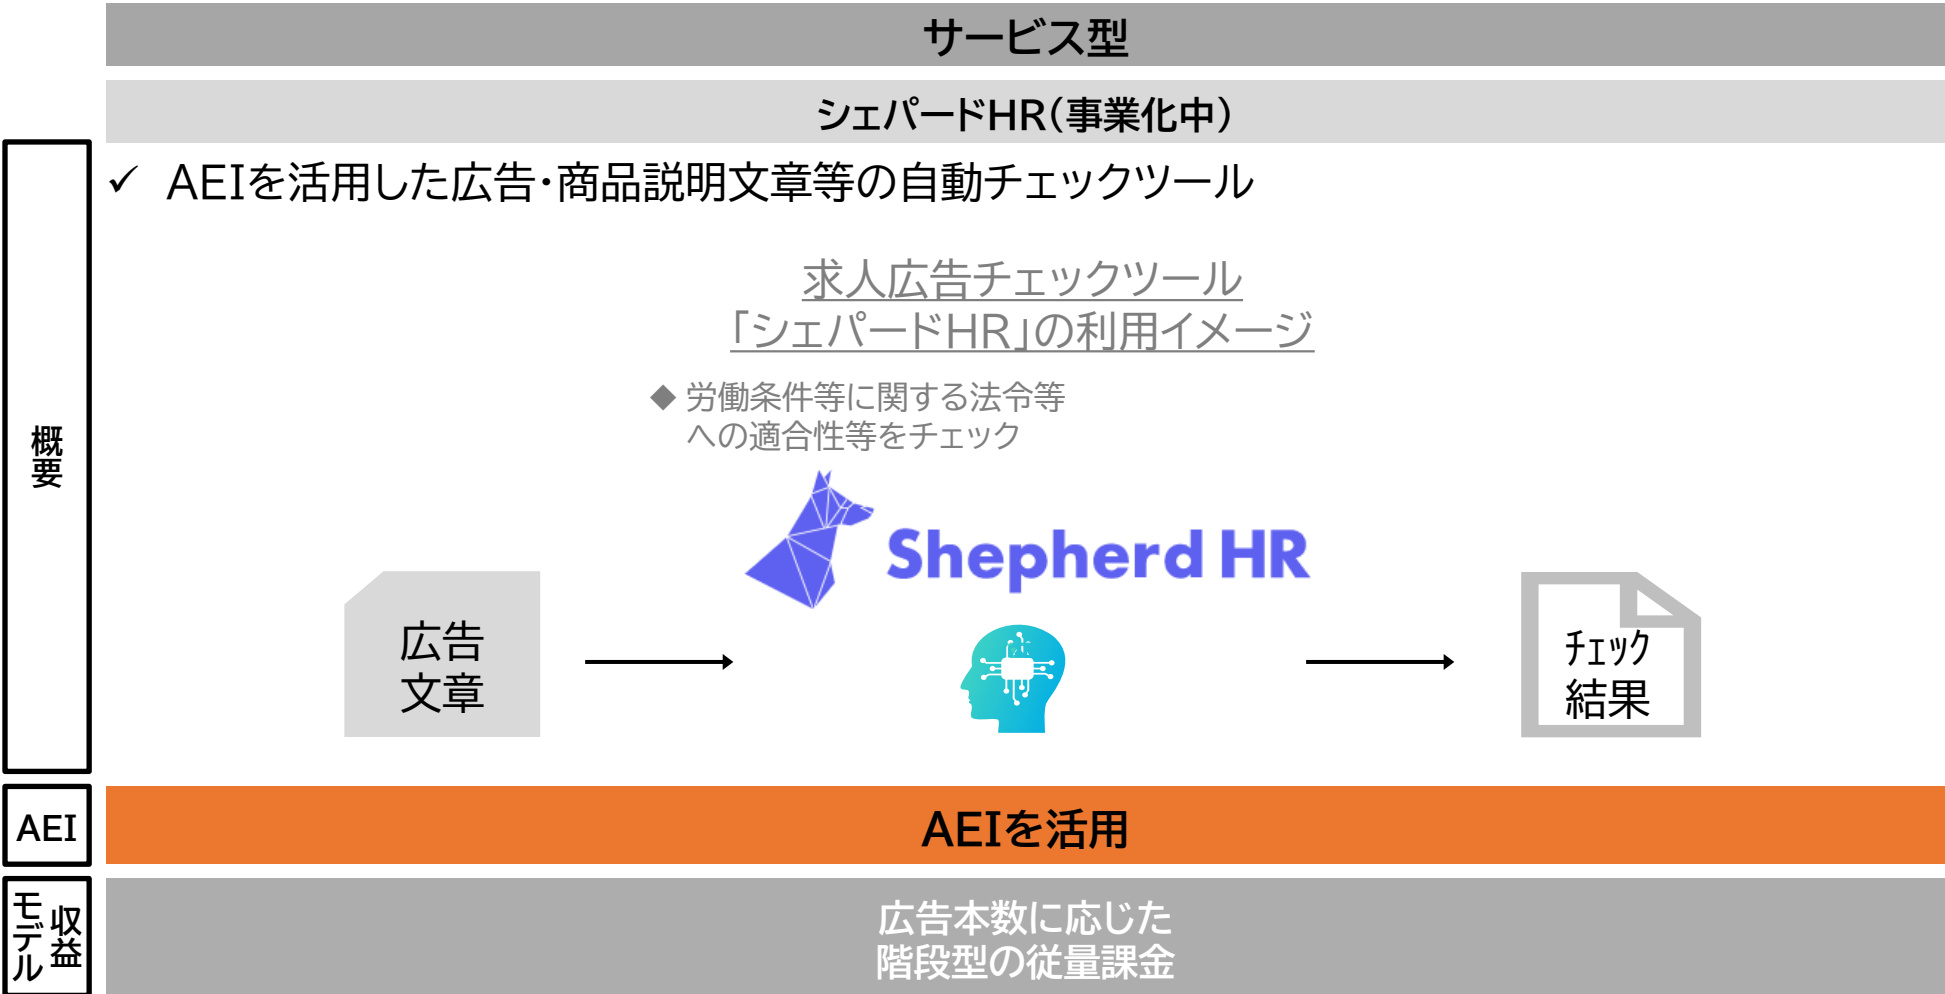 サービス型
シェパードHR(事業化中)
概要
✓ AEIを活用した広告・商品説明文章等の自動チェックツール
求人広告チェックツール
「シェパードHR」の利用イメージ
◆ 労働条件等に関する法令等
への適合性等をチェック
Shepherd HR
広告
文章
チェック
結果
AEI
AEIを活用
収益
モデル
広告本数に応じた
階段型の従量課金